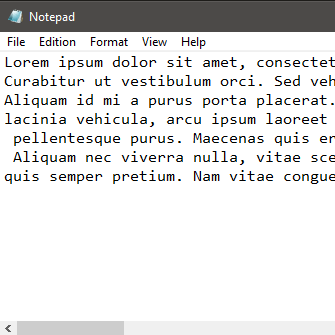 Notepad
File Edition Format View Help
Lorem ipsum dolor sit amet, consectet
Curabitur ut vestibulum orci. Sed veh
Aliquam id mi a purus porta placerat.
lacinia vehicula, arcu ipsum laoreet
pellentesque purus. Maecenas quis er
Aliquam nec viverra nulla, vitae sce
quis semper pretium. Nam vitae congue